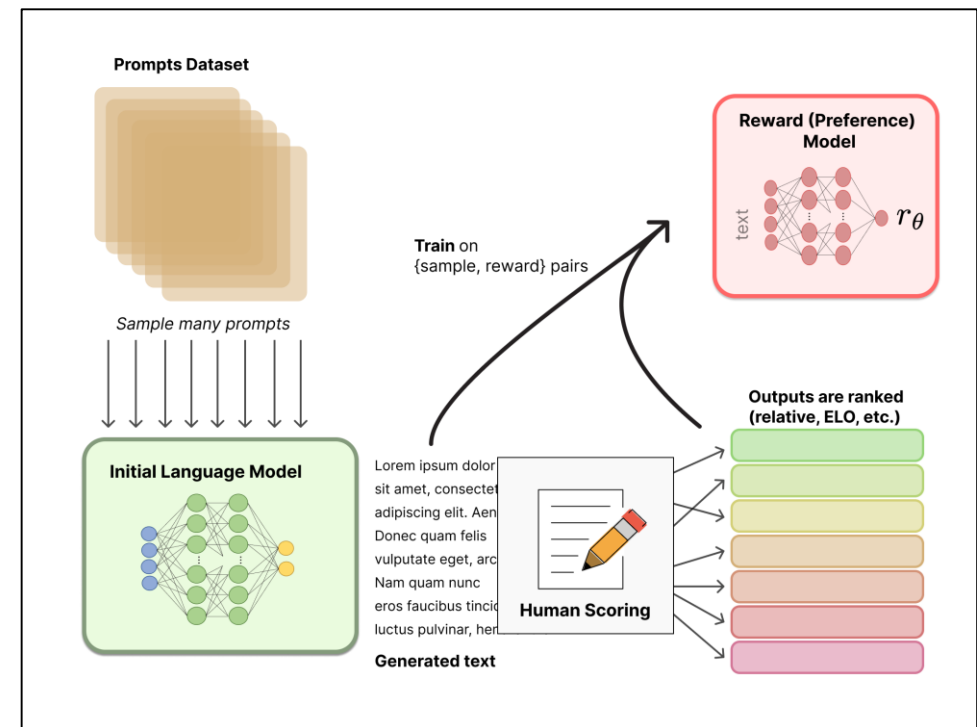 Prompts Dataset
Sample many prompts
Initial Language Model
Train on
{sample, reward} pairs
Reward (Preference)
Model
text
rθ
Lorem ipsum dolor
sit amet, consectet
adipiscing elit. Aen
Donec quam felis
vulputate eget, arc
Nam quam nunc
eros faucibus tincid
luctus pulvinar, hen
Generated text
Human Scoring
Outputs are ranked
(relative, ELO, etc.)